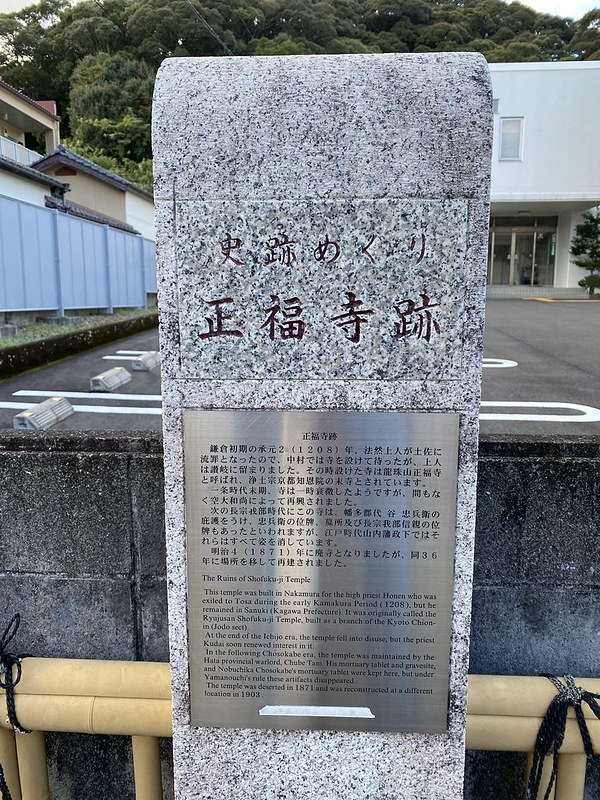 史跡めぐり
正福寺跡
正福寺跡
鎌倉初期の承元2(1208)年、法然上人が土佐に
流罪となったので、中村では寺を設けて待ったが、上人
は讃岐に留まりました。その時設けた寺は龍珠山正福寺
と呼ばれ、浄土宗京都知恩院の末寺とされています。
一条時代末期、寺は一時衰微したようですが、間もな
く空大和尚によって再興されました。
次の長宗我部時代にこの寺は、幡多郡代 谷 忠兵衛の
庇護をうけ、忠兵衛の位牌、墓所及び長宗我部信親の位
牌もあったといわれますが、江戸時代山内藩政下ではそ
れらはすべて姿を消しています。
明治4(1871)年に廃寺となりましたが、同36
年に場所を移して再建されました。
The Ruins of Shofuku-ji Temple
This temple was built in Nakamura for the high priest Honen who was
exiled to Tosa during the early Kamakura Period (1208), but he
remained in Sanuki (Kagawa Prefecture). It was originally called the
Ryujusan Shofuku-ji Temple, built as a branch of the Kyoto Chion-
in (Jodo sect).
At the end of the Ichijo era, the temple fell into disuse, but the priest
Kudai soon renewed interest in it.
In the following Chosokabe era, the temple was maintained by the
Hata provincial warlord, Chube Tani. His mortuary tablet and gravesite,
and Nobuchika Chosokabe's mortuary tablet were kept here, but under
Yamanouchi's rule these artifacts disappeared.
The temple was deserted in 1871 and was reconstructed at a different
location in 1903.